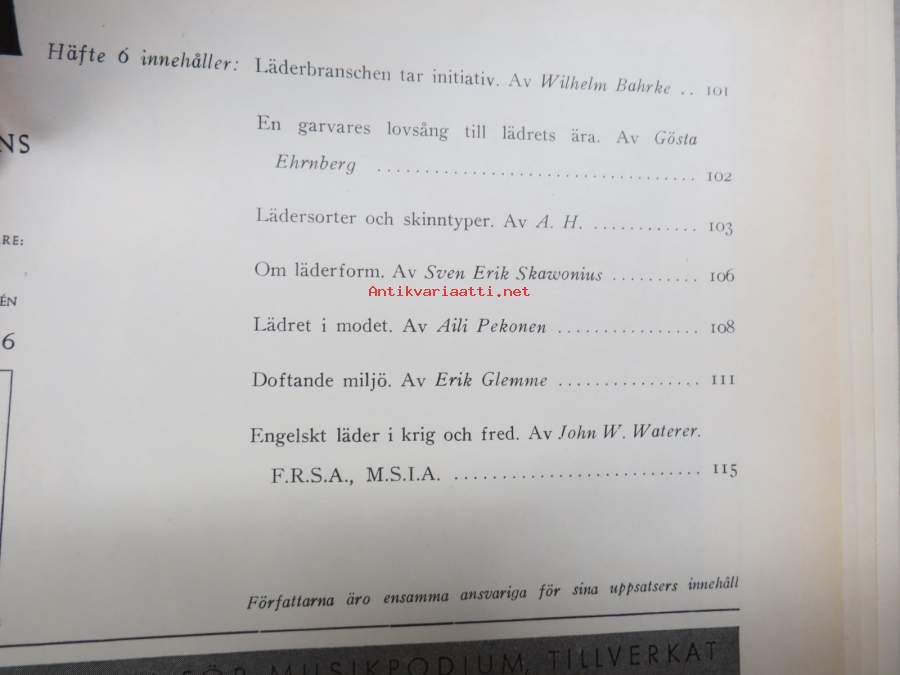 Häfte 6 innehåller: Läderbranschen tar initiativ. Av Wilhelm Bahrke .. 101
NS
En garvares lovsång till lädrets ära. Av Gösta
Ehrnberg .................................. 102
Lädersorter och skinntyper. Av A. H. ............ 103
RE:
Om läderform. Av Sven Erik Skawonius .......... 106
Antikvariaatti.net
ÉN
Lädret i modet. Av Aili Pekonen ................ 108
6
Doftande miljö. Av Erik Glemme ................ 111
Engelskt läder i krig och fred. Av John W. Waterer.
F.R.S.A., M.S.I.A. .......................... 115
Författarna äro ensamma ansvariga för sina uppsatsers innehåll
MUSIKPODIUM, TILLVERKAT